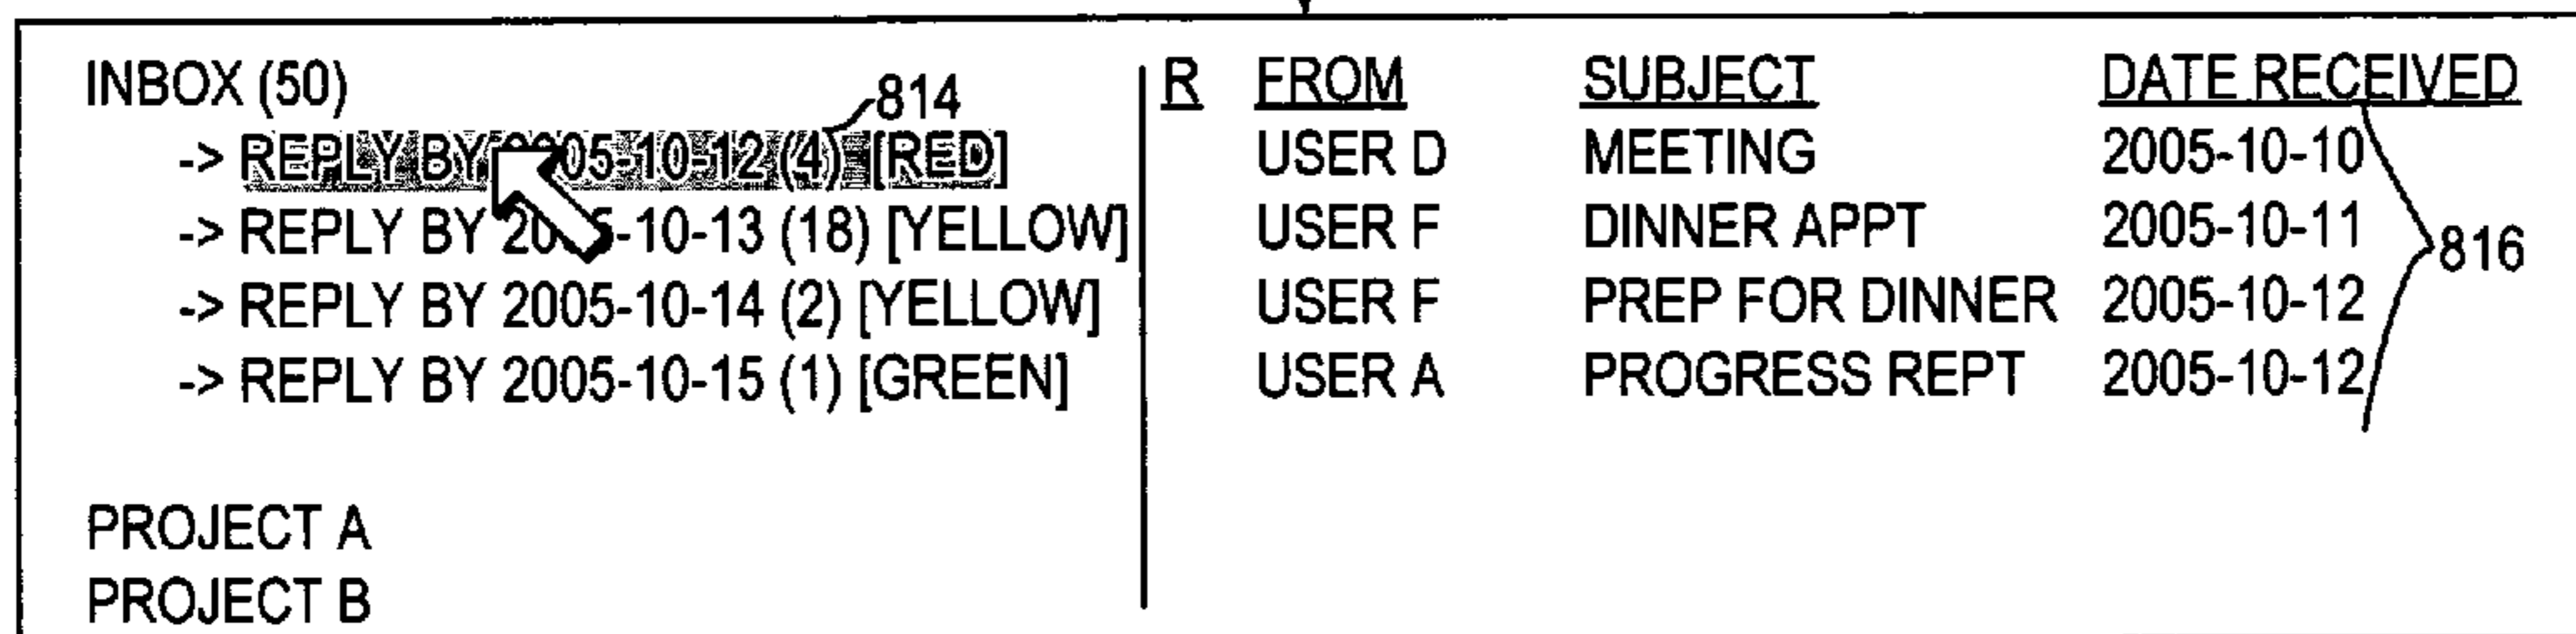 INBOX (50)
814
-> REPLY BY 2005-10-12 (4) [RED]
-> REPLY BY 2005-10-13 (18) [YELLOW]
-> REPLY BY 2005-10-14 (2) [YELLOW]
-> REPLY BY 2005-10-15 (1) [GREEN]
PROJECT A
PROJECT B
R FROM SUBJECT DATE RECEIVED
USER D MEETING 2005-10-10
USER F DINNER APPT 2005-10-11
816
USER F PREP FOR DINNER 2005-10-12
USER A PROGRESS REPT 2005-10-12